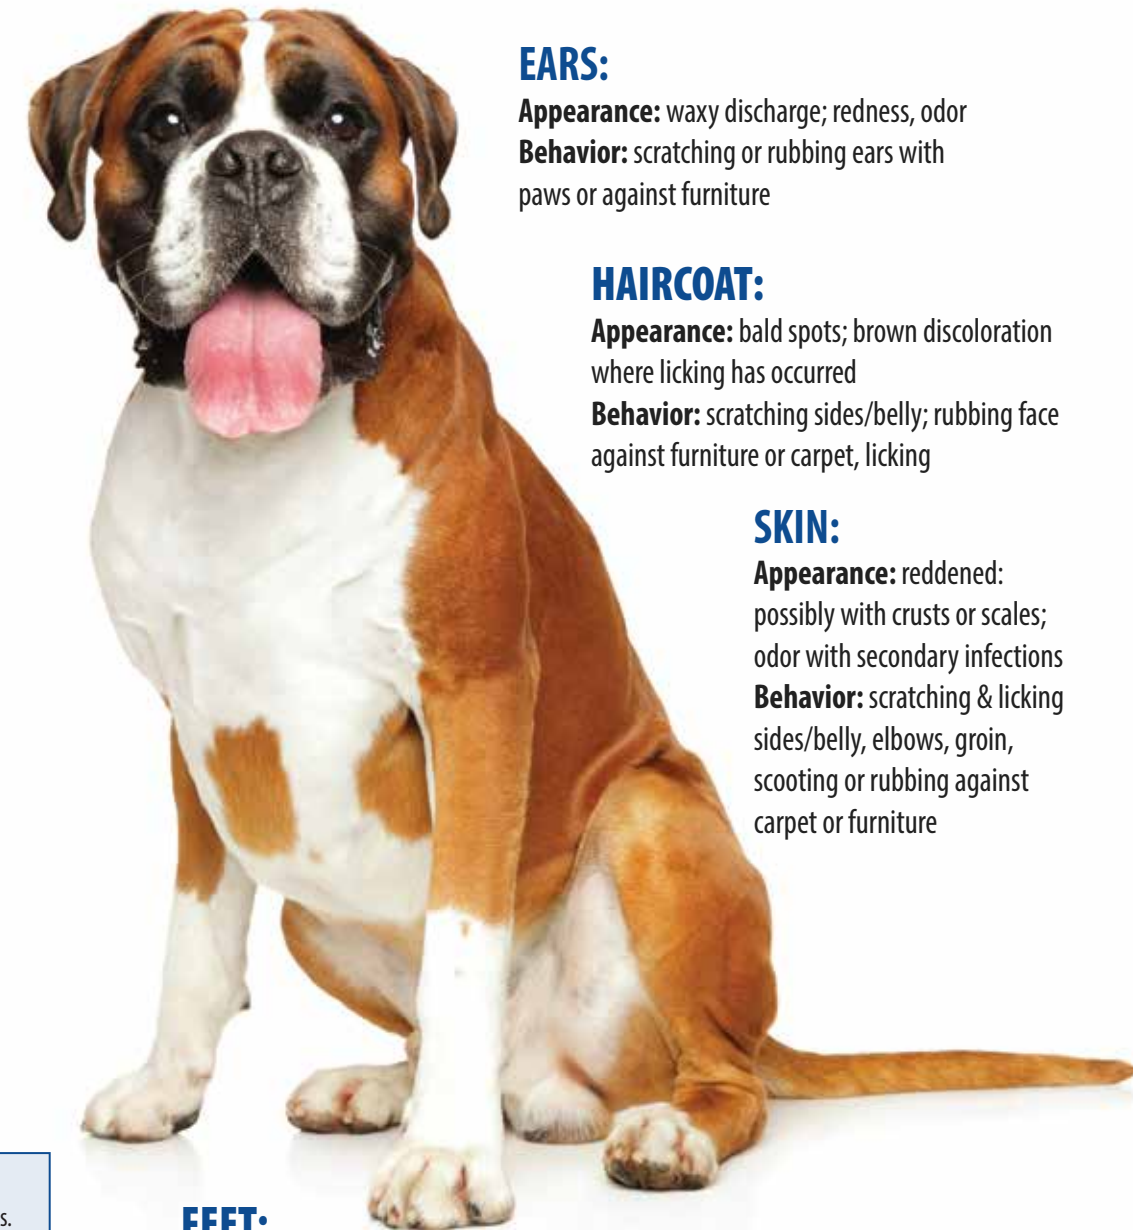 EARS:
Appearance: waxy discharge; redness, odor
Behavior: scratching or rubbing ears with
paws or against furniture
HAIRCOAT:
Appearance: bald spots; brown discoloration
where licking has occurred
Behavior: scratching sides/belly; rubbing face
against furniture or carpet, licking
SKIN:
Appearance: reddened:
possibly with crusts or scales;
odor with secondary infections
Behavior: scratching & licking
sides/belly, elbows, groin,
scooting or rubbing against
carpet or furniture
FEET: